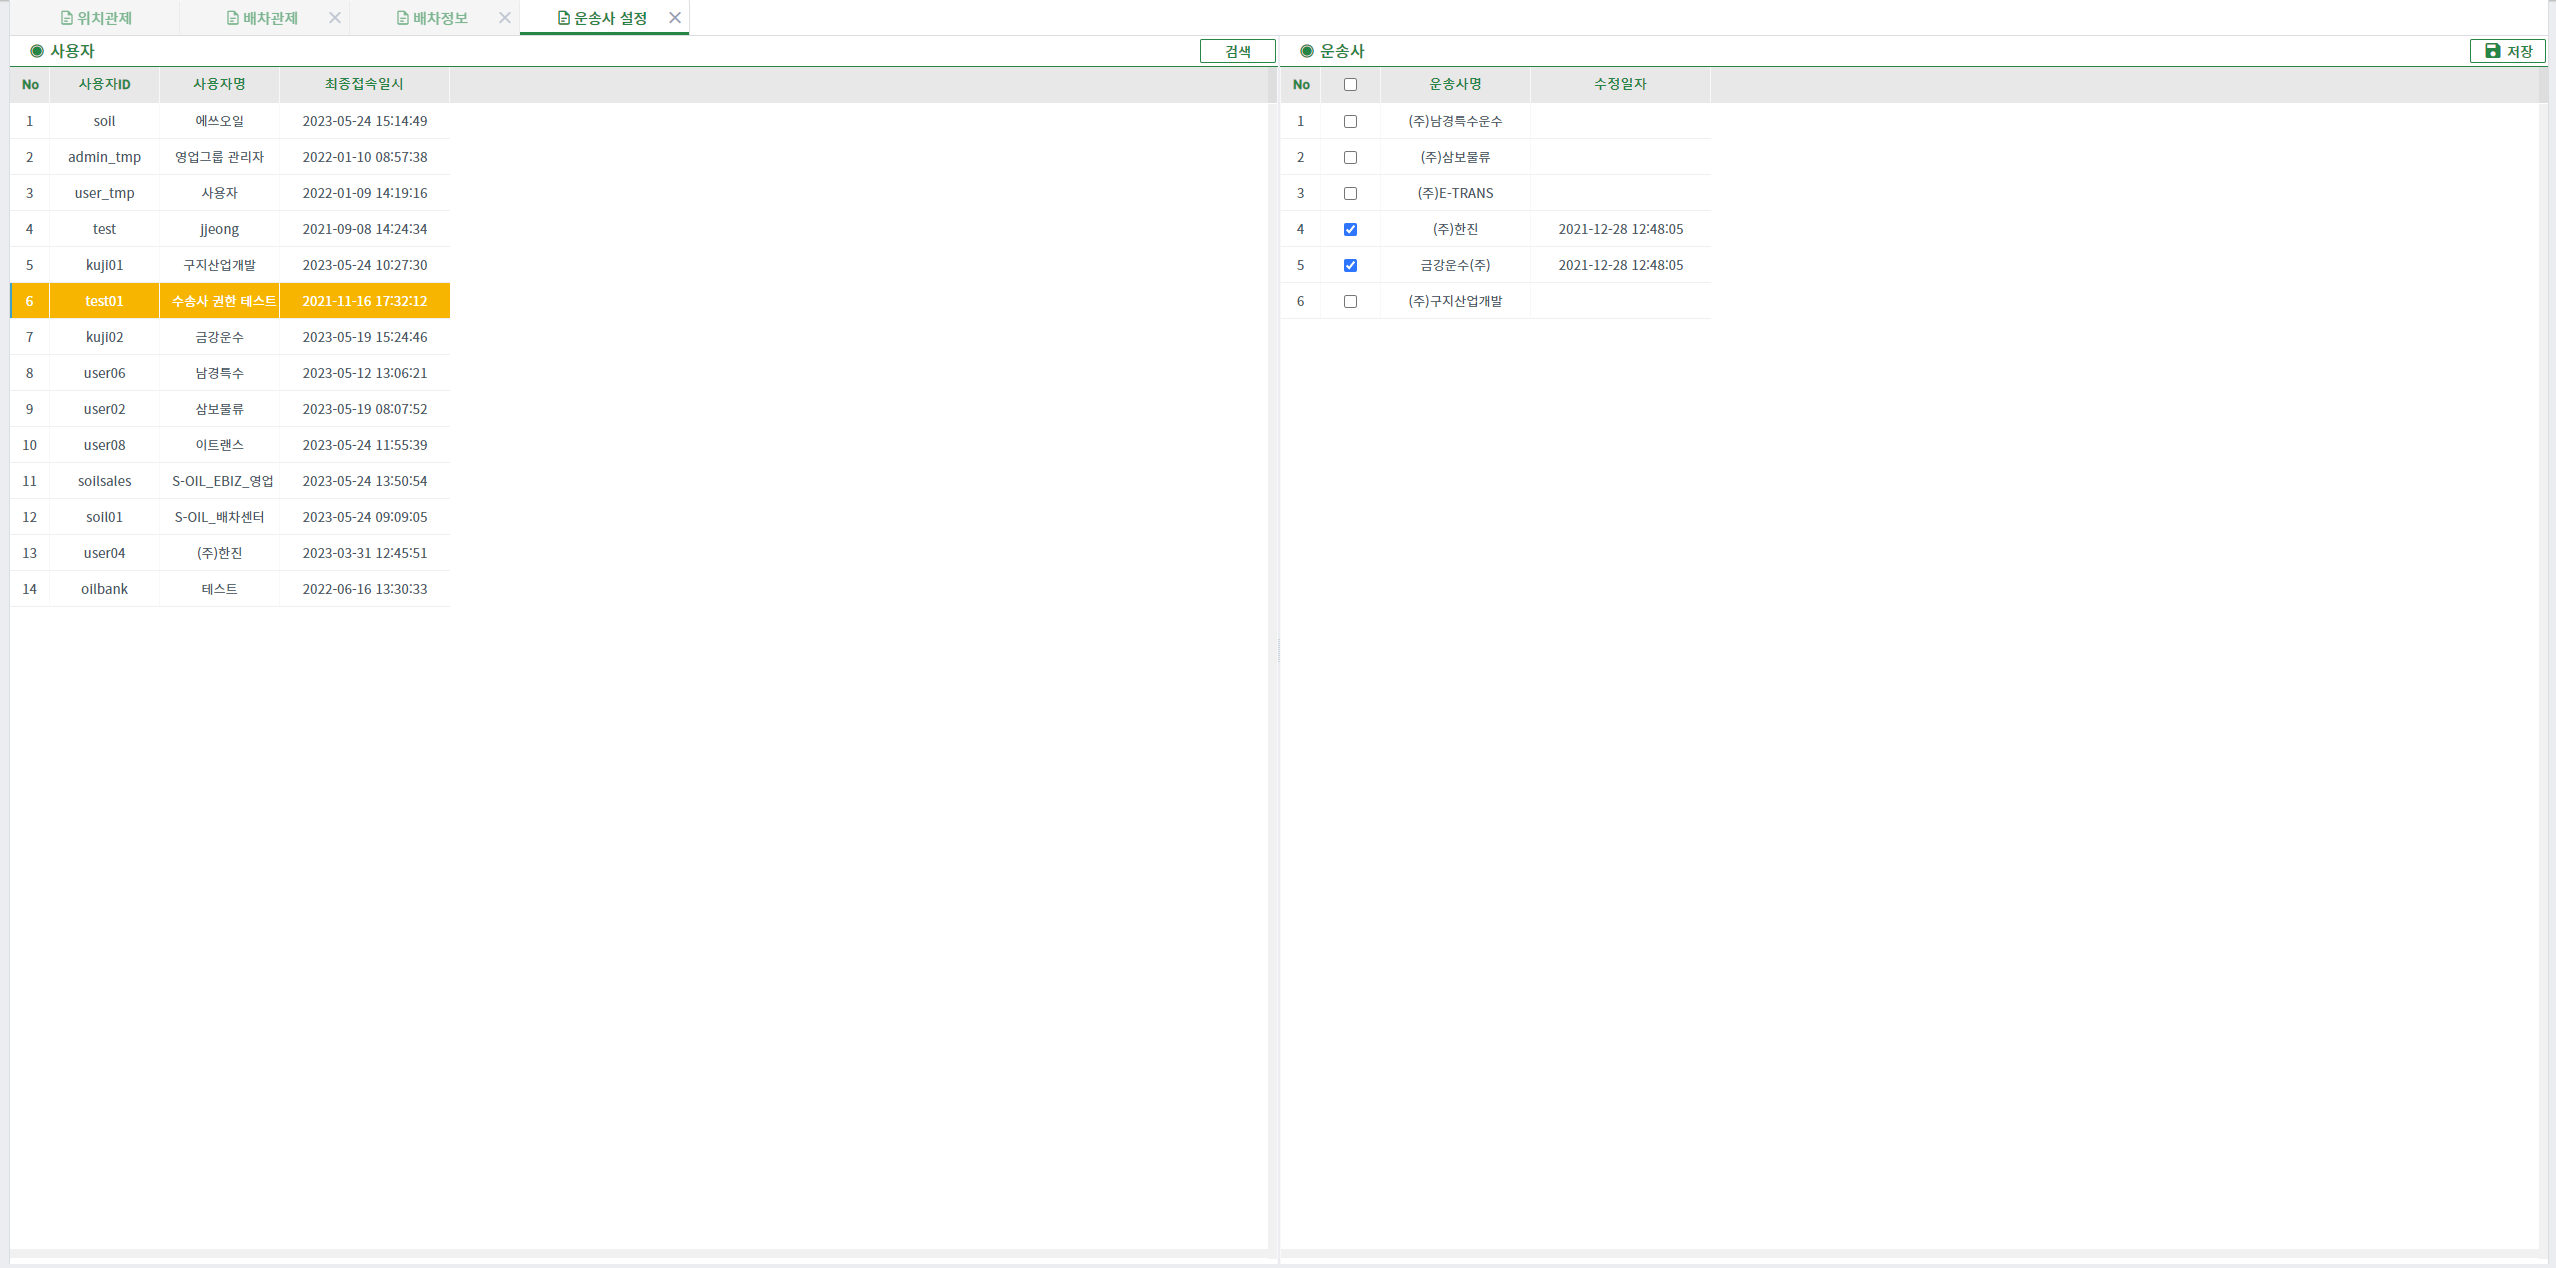 위치관제 배차관제 배차정보 운송사 설정
사용자 검색
No 사용자ID 사용자명 최종접속일시
1 soil 에쓰오일 2023-05-24 15:14:49
2 admin_tmp 영업그룹 관리자 2022-01-10 08:57:38
3 user_tmp 사용자 2022-01-09 14:19:16
4 test jjeong 2021-09-08 14:24:34
5 kuji01 구지산업개발 2023-05-24 10:27:30
6 test01 수송사 권한 테스트 2021-11-16 17:32:12
7 kuji02 금강운수 2023-05-19 15:24:46
8 user06 남경특수 2023-05-12 13:06:21
9 user02 삼보물류 2023-05-19 08:07:52
10 user08 이트랜스 2023-05-24 11:55:39
11 soilsales S-OIL_EBIZ_영업 2023-05-24 13:50:54
12 soil01 S-OIL_배차센터 2023-05-24 09:09:05
13 user04 (주)한진 2023-03-31 12:45:51
14 oilbank 테스트 2022-06-16 13:30:33
운송사 저장
No 운송사명 수정일자
1 (주)남경특수운수
2 (주)삼보물류
3 (주)E-TRANS
4 (주)한진 2021-12-28 12:48:05
5 금강운수(주) 2021-12-28 12:48:05
6 (주)구지산업개발